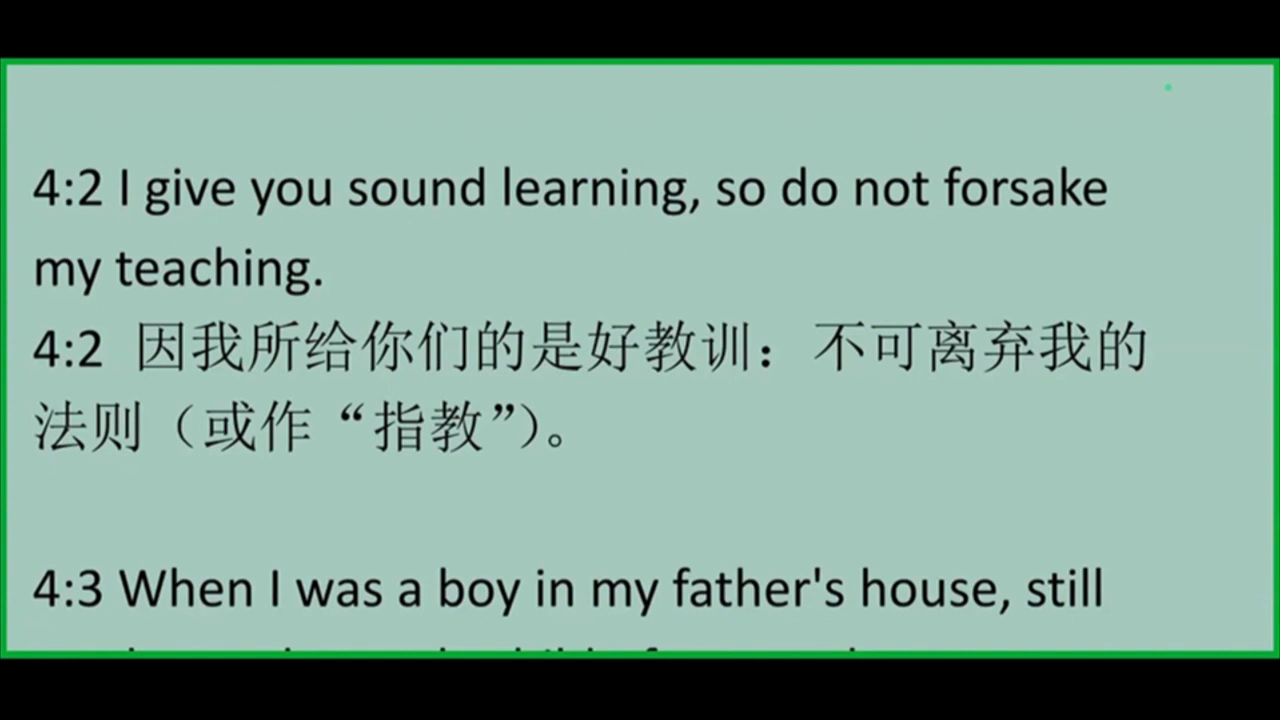 4:2 I give you sound learning, so do not forsake
my teaching.
4:2 因我所给你们的是好教训：不可离弃我的
法则（或作“指教”）。
4:3 When I was a boy in my father's house, still